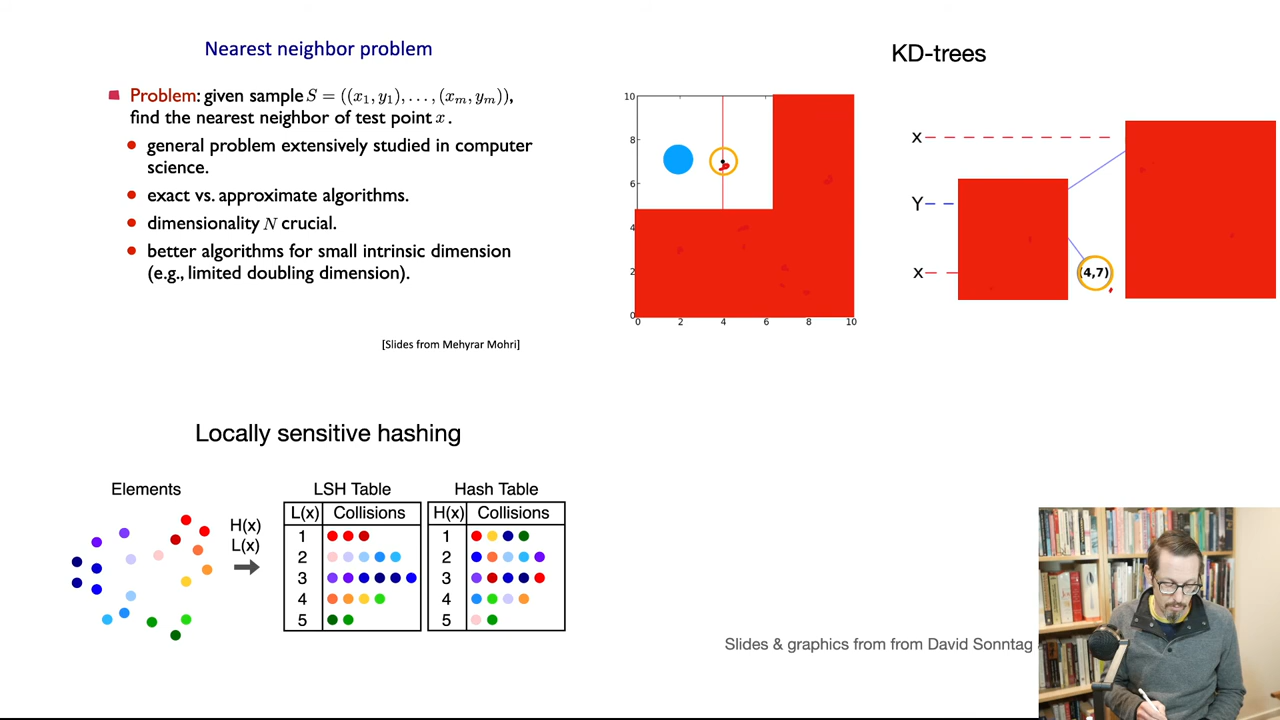 Nearest neighbor problem
Problem: given sample S = ((x₁, y₁), . . . , (xₘ, yₘ)),
find the nearest neighbor of test point x.
general problem extensively studied in computer
science.
exact vs. approximate algorithms.
dimensionality N crucial.
better algorithms for small intrinsic dimension
(e.g., limited doubling dimension).
[Slides from Mehyrar Mohri]
KD-trees
10
8
6
4
2
0
0 2 4 6 8 10
X
Y
X
(4,7)
Locally sensitive hashing
Elements
H(x)
L(x)
LSH Table
L(x) Collisions
1
2
3
4
5
Hash Table
H(x) Collisions
1
2
3
4
5
Slides & graphics from from David Sonntag